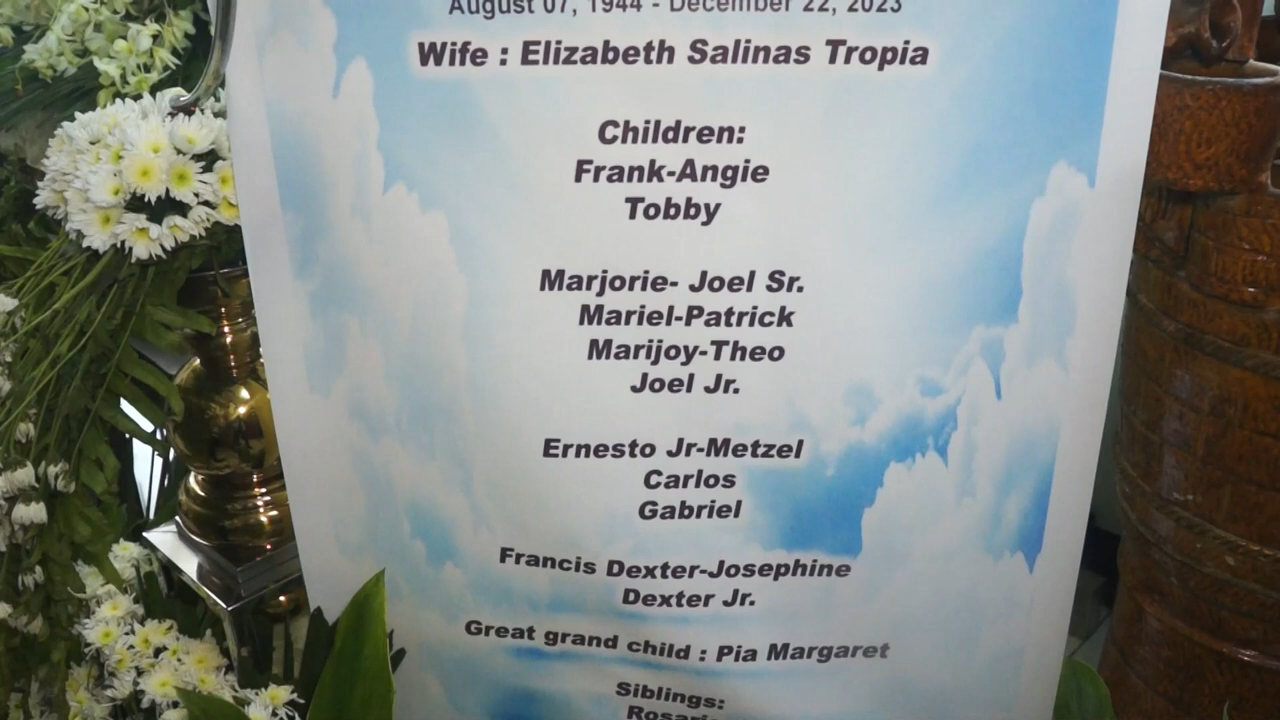 August 07, 1944 - December 22, 2023
Wife : Elizabeth Salinas Tropia
Children:
Frank-Angie
Tobby
Marjorie- Joel Sr.
Mariel-Patrick
Marijoy-Theo
Joel Jr.
Ernesto Jr-Metzel
Carlos
Gabriel
Francis Dexter-Josephine
Dexter Jr.
Great grand child : Pia Margaret
Siblings: